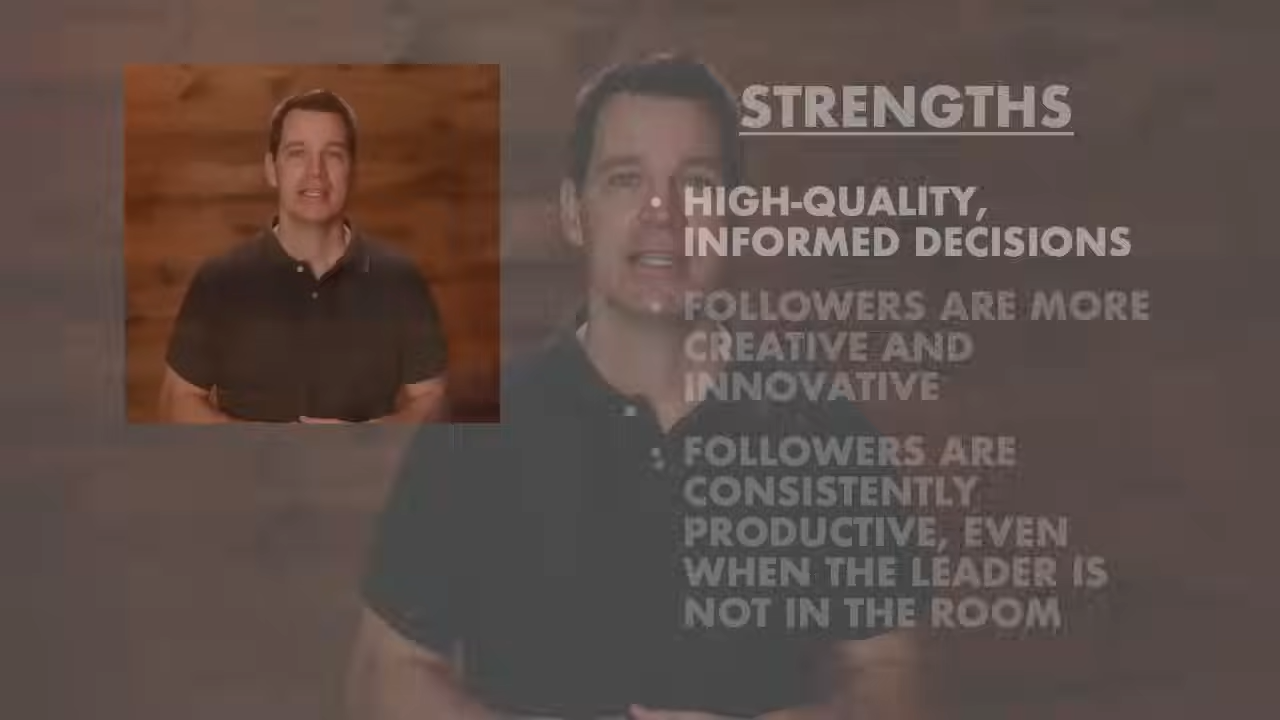 STRENGTHS
• HIGH-QUALITY,
INFORMED DECISIONS
• FOLLOWERS ARE MORE
CREATIVE AND
INNOVATIVE
• FOLLOWERS ARE
CONSISTENTLY
PRODUCTIVE, EVEN
WHEN THE LEADER IS
NOT IN THE ROOM